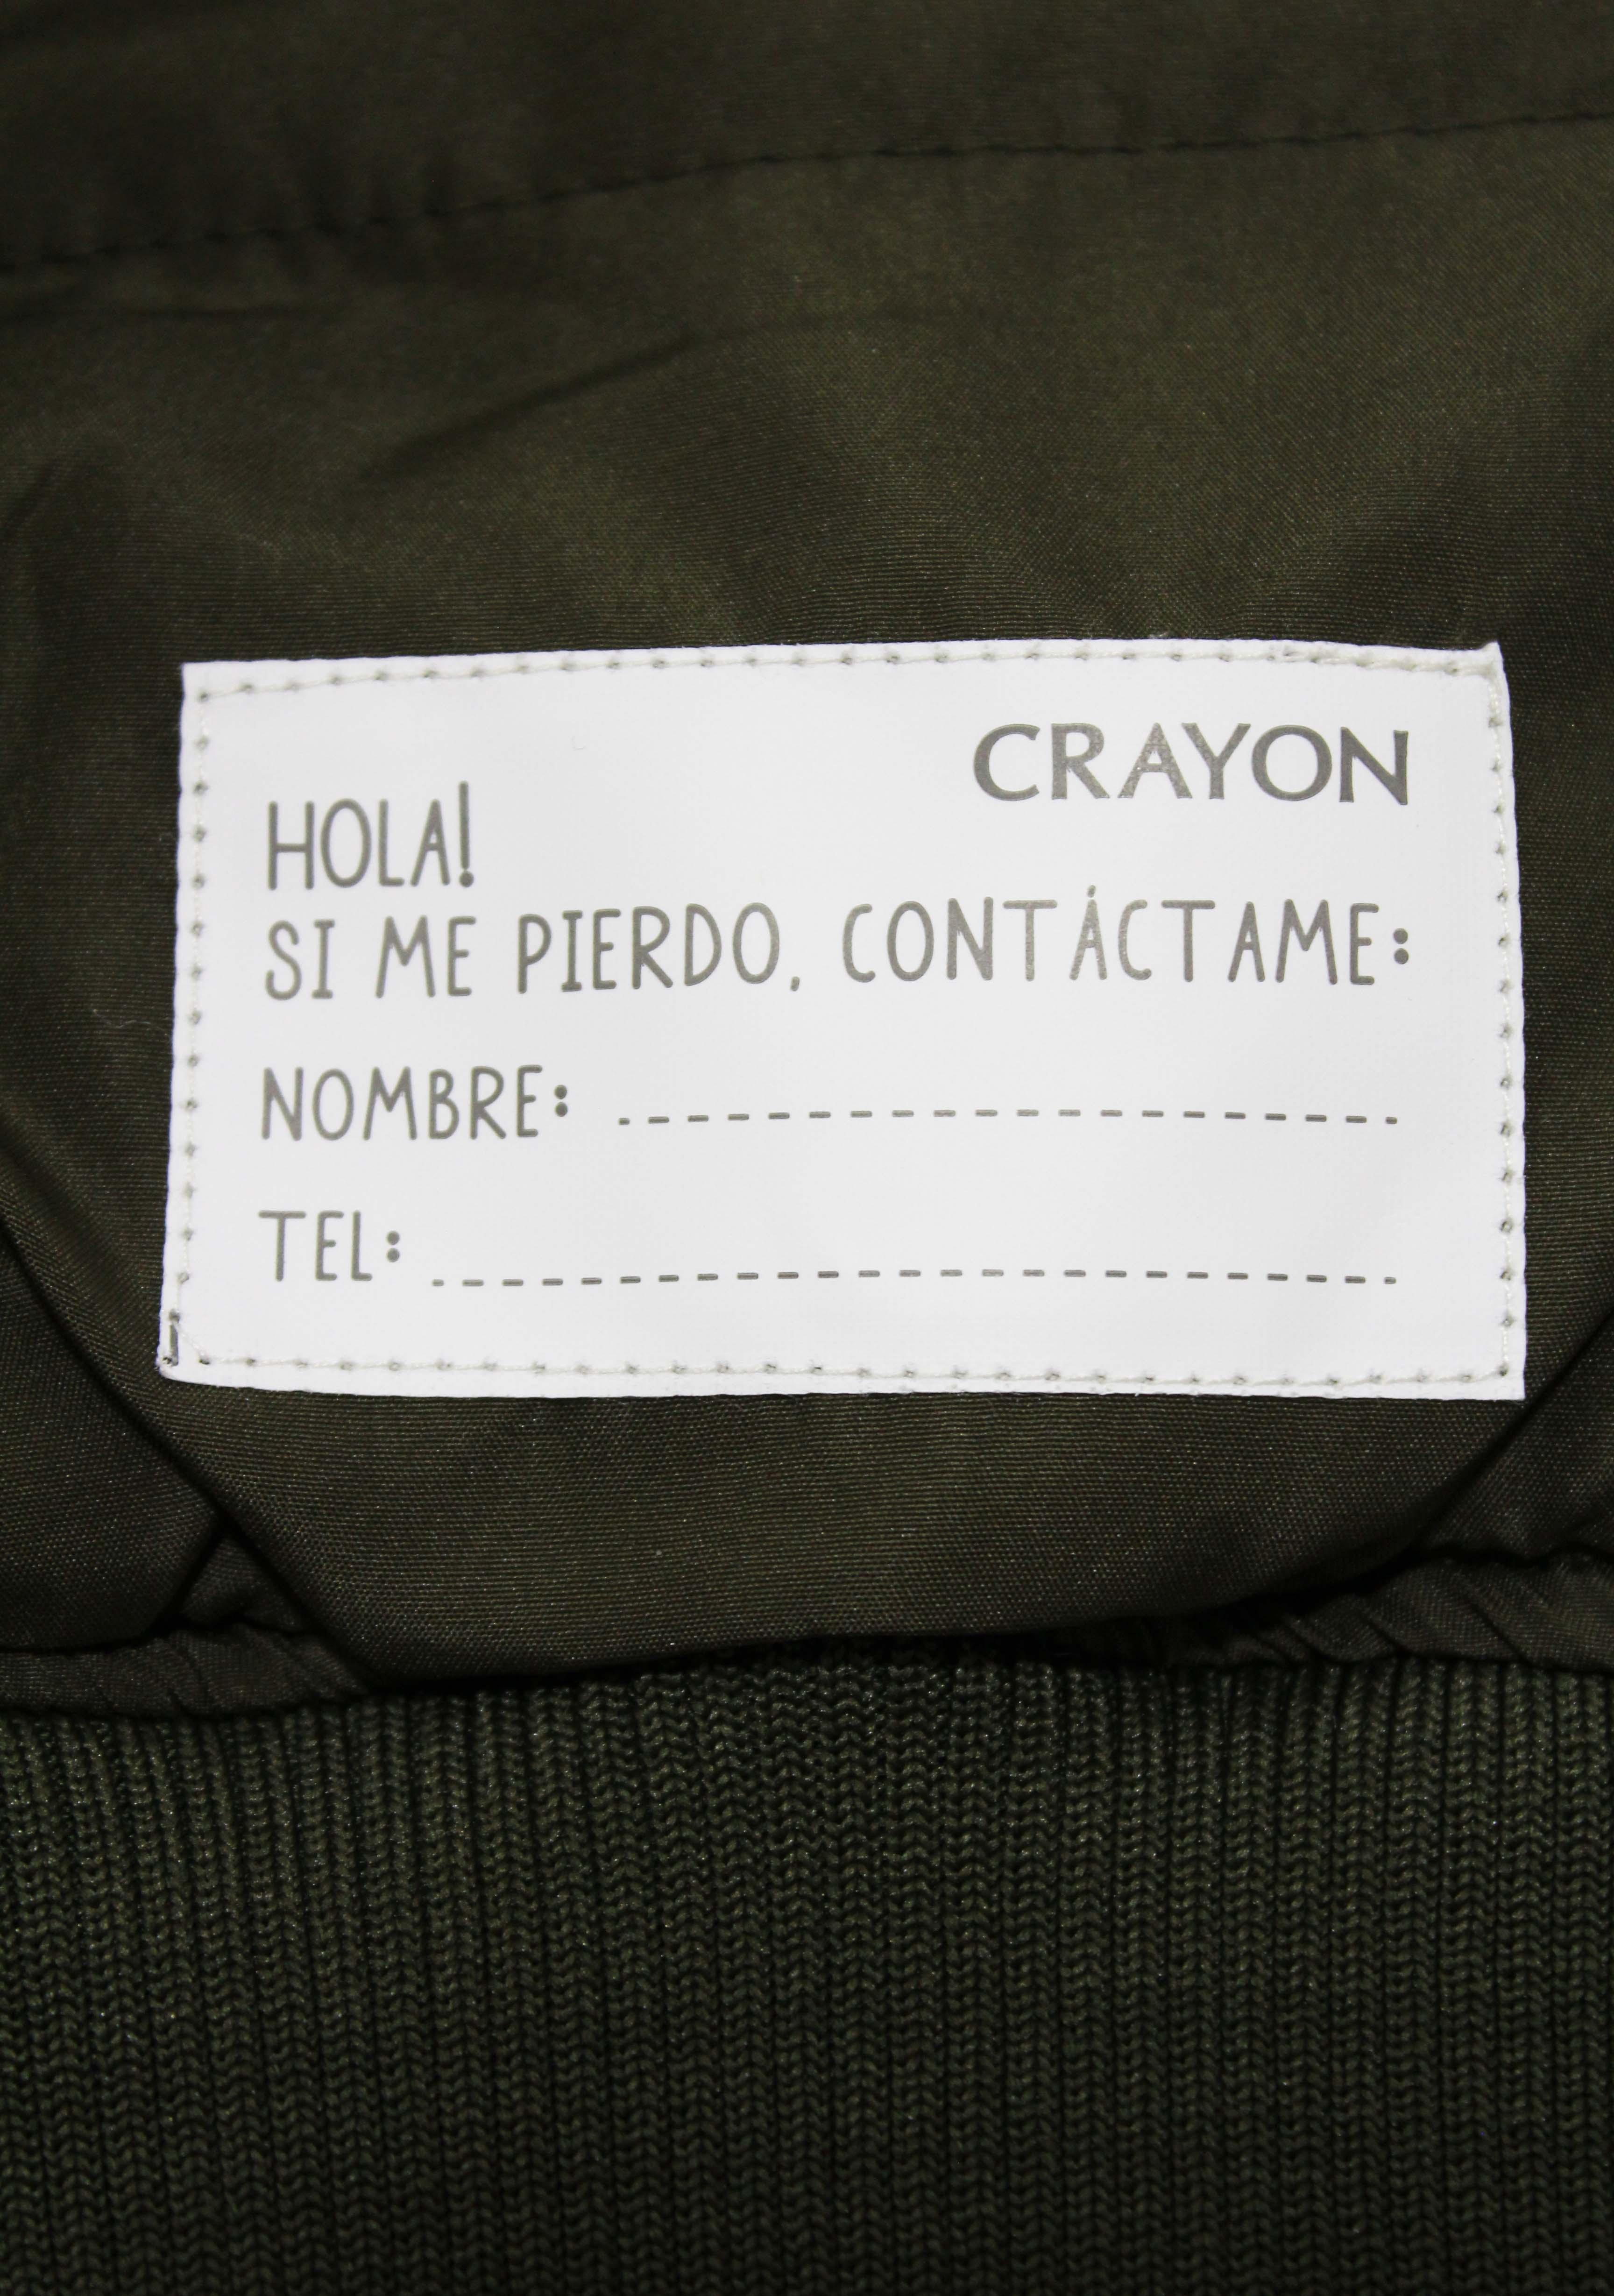 CRAYON
HOLA!
SI ME PIERDO, CONTÁCTAME:
NOMBRE:
TEL: